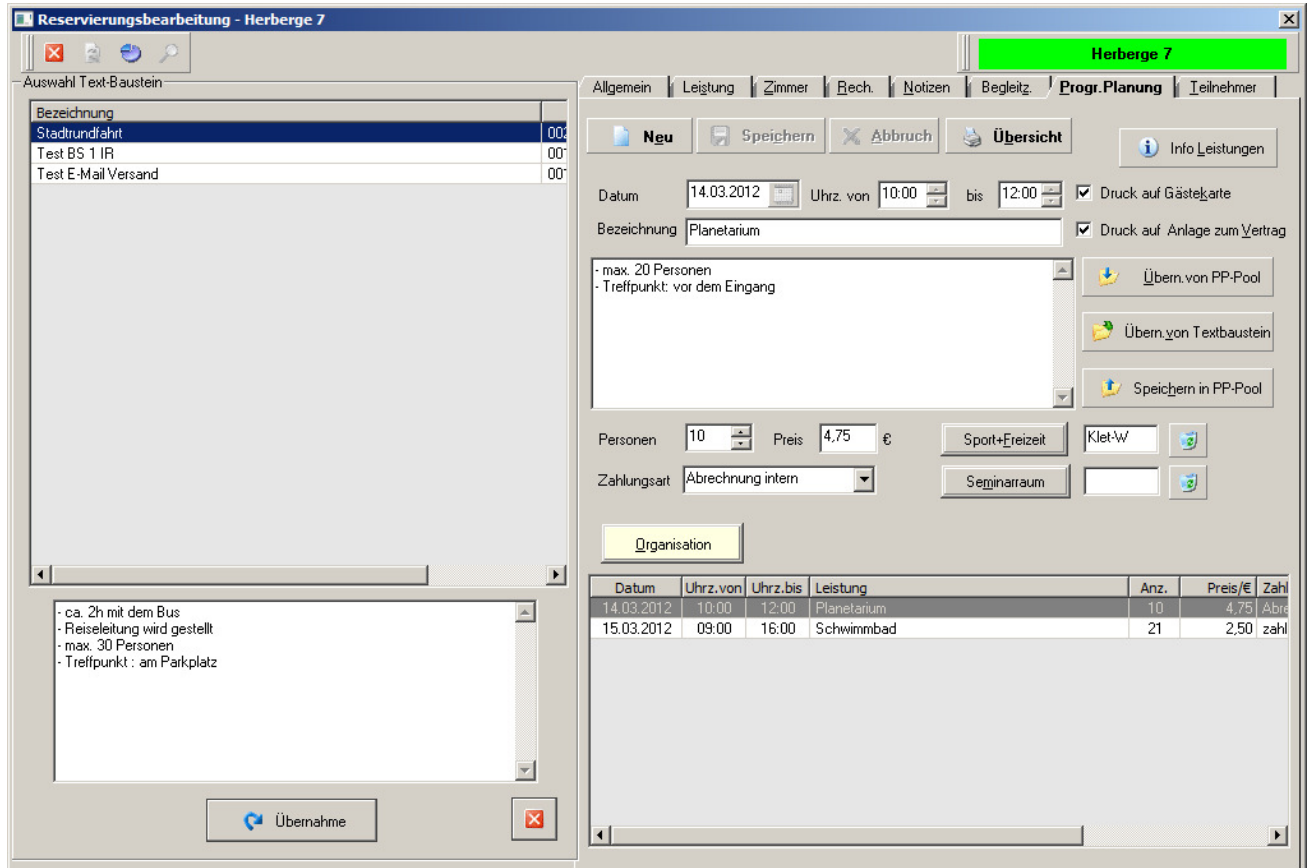 Reservierungsbearbeitung - Herberge 7
Herberge 7
Auswahl Text-Baustein
Bezeichnung
Stadtrundfahrt 002
Test BS 1 IR 001
Test E-Mail Versand 001
- ca. 2h mit dem Bus
- Reiseleitung wird gestellt
- max. 30 Personen
- Treffpunkt : am Parkplatz
Übernahme
Allgemein Leistung Zimmer Rech. Notizen Begleitz. Progr.Planung Teilnehmer
Neu Speichern Abbruch Übersicht Info Leistungen
Datum 14.03.2012 Uhrz. von 10:00 bis 12:00 Druck auf Gästekarte
Bezeichnung Planetarium Druck auf Anlage zum Vertrag
- max. 20 Personen
- Treffpunkt: vor dem Eingang
Übern.von PP-Pool
Übern.von Textbaustein
Speichern in PP-Pool
Personen 10 Preis 4,75 € Sport+Freizeit Klet-W
Zahlungsart Abrechnung intern Seminarraum
Organisation
Datum Uhrz.von Uhrz.bis Leistung Anz. Preis/€ Zahl
14.03.2012 10:00 12:00 Planetarium 10 4,75 Abre
15.03.2012 09:00 16:00 Schwimmbad 21 2,50 zahl